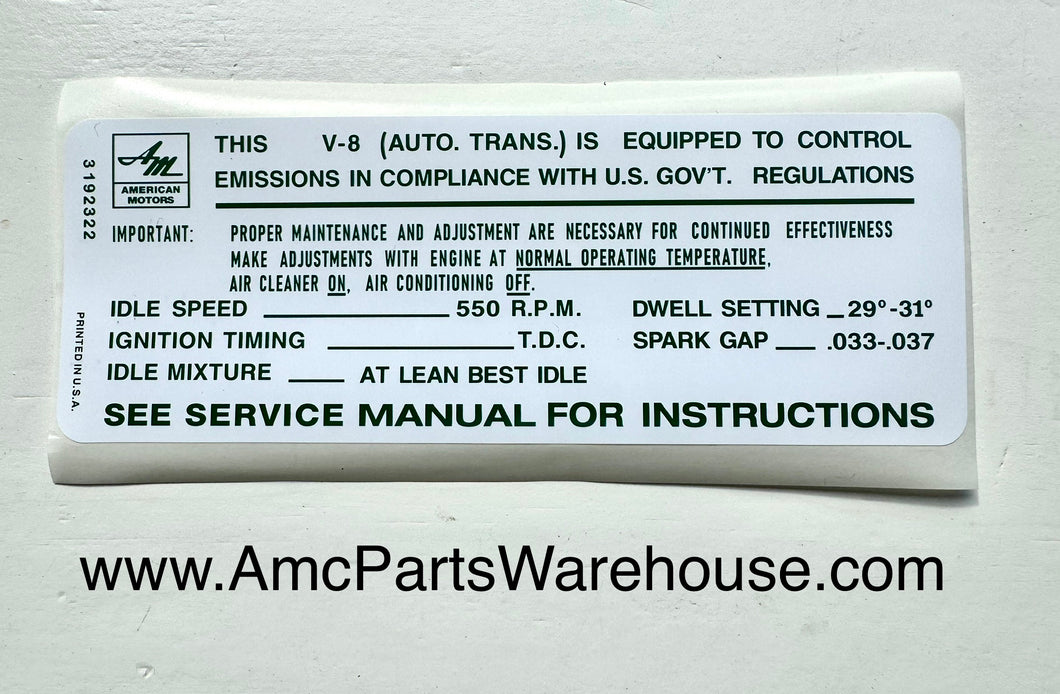 THIS V-8 (AUTO. TRANS.) IS EQUIPPED TO CONTROL
EMISSIONS IN COMPLIANCE WITH U.S. GOV'T. REGULATIONS
AM
AMERICAN
MOTORS
3192322
IMPORTANT: PROPER MAINTENANCE AND ADJUSTMENT ARE NECESSARY FOR CONTINUED EFFECTIVENESS
MAKE ADJUSTMENTS WITH ENGINE AT NORMAL OPERATING TEMPERATURE,
AIR CLEANER ON, AIR CONDITIONING OFF.
IDLE SPEED 550 R.P.M. DWELL SETTING 29°-31°
IGNITION TIMING T.D.C. SPARK GAP .033-.037
IDLE MIXTURE AT LEAN BEST IDLE
SEE SERVICE MANUAL FOR INSTRUCTIONS
PRINTED IN U.S.A.
www.AmcPartsWarehouse.com